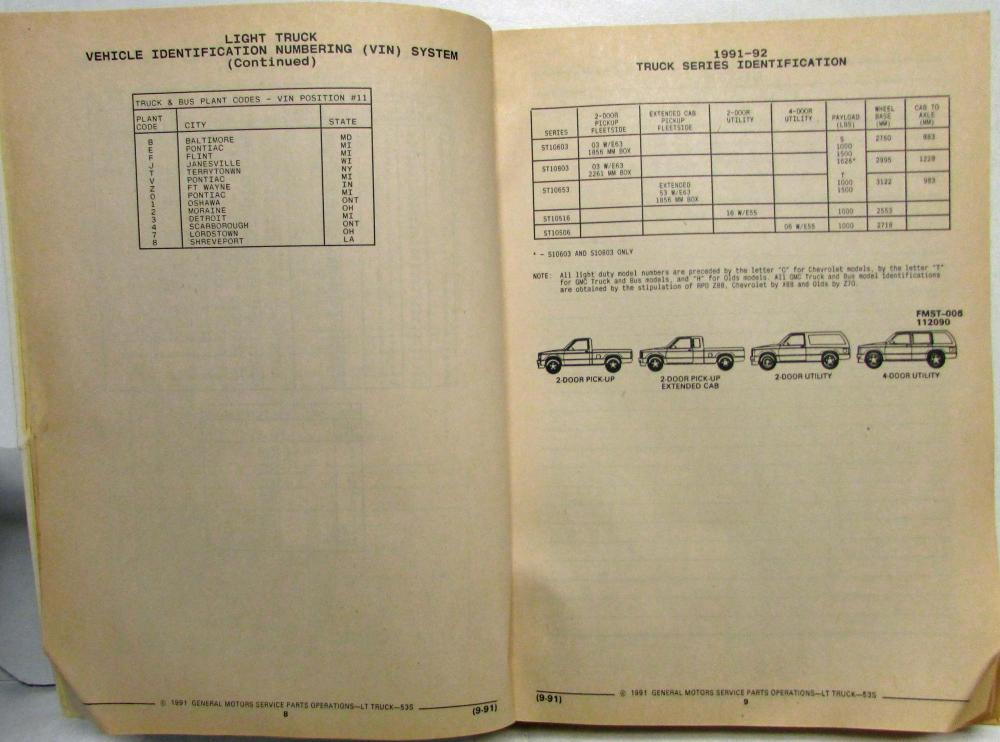 LIGHT TRUCK
VEHICLE IDENTIFICATION NUMBERING (VIN) SYSTEM
(Continued)
TRUCK & BUS PLANT CODES - VIN POSITION #11
PLANT CODE CITY STATE
B BALTIMORE MD
E PONTIAC MI
F FLINT MI
J JANESVILLE WI
T TERRYTONWN NY
V PONTIAC MI
Z FT WAYNE IN
0 PONTIAC MI
1 OSHAWA ONT
2 MORAINE OH
3 DETROIT MI
4 SCARBOROUGH ONT
7 LORDSTOWN OH
8 SHREVEPORT LA
© 1991 GENERAL MOTORS SERVICE PARTS OPERATIONS—LT TRUCK—53S
8
(9-91)
1991-92
TRUCK SERIES IDENTIFICATION
SERIES 2-DOOR PICKUP FLEETSIDE EXTENDED CAB PICKUP FLEETSIDE 2-DOOR UTILITY 4-DOOR UTILITY PAYLOAD (LBS) WHEEL BASE (MM) CAB TO AXLE (MM)
ST10603 03 W/E63 1856 MM BOX S 1000 1500 2760 983
ST10803 03 W/E63 2261 MM BOX 1626* 2995 1228
ST10653 EXTENDED 53 W/E63 1856 MM BOX T 1000 1500 3122 983
ST10516 16 W/E55 1000 2553
ST10506 06 W/E55 1000 2718
* - S10603 AND S10803 ONLY
NOTE: All light duty model numbers are preceded by the letter "C" for Chevrolet models, by the letter "T"
for GMC Truck and Bus models, and "H" for Olds models. All GMC Truck and Bus model identifications
are obtained by the stipulation of RPO Z88, Chevrolet by X88 and Olds by Z70.
FMST-006
112090
2-DOOR PICK-UP
2-DOOR PICK-UP
EXTENDED CAB
2-DOOR UTILITY
4-DOOR UTILITY
(9-91)
© 1991 GENERAL MOTORS SERVICE PARTS OPERATIONS—LT TRUCK—53S
9